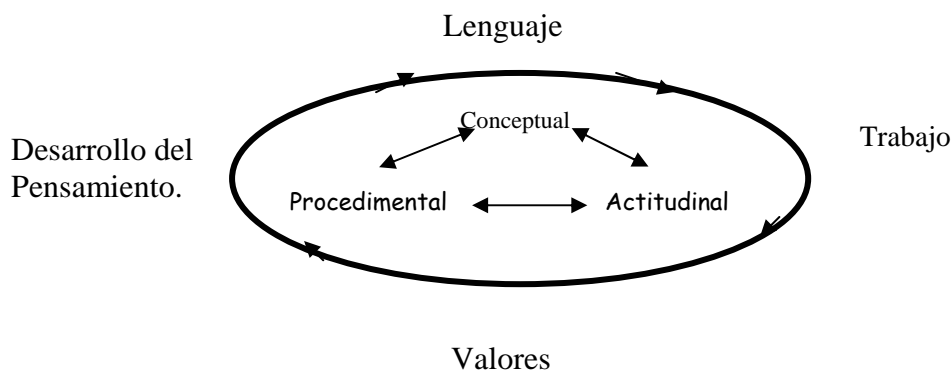 Lenguaje
Conceptual
Trabajo
Desarrollo del
Pensamiento.
Procedimental
Actitudinal
Valores